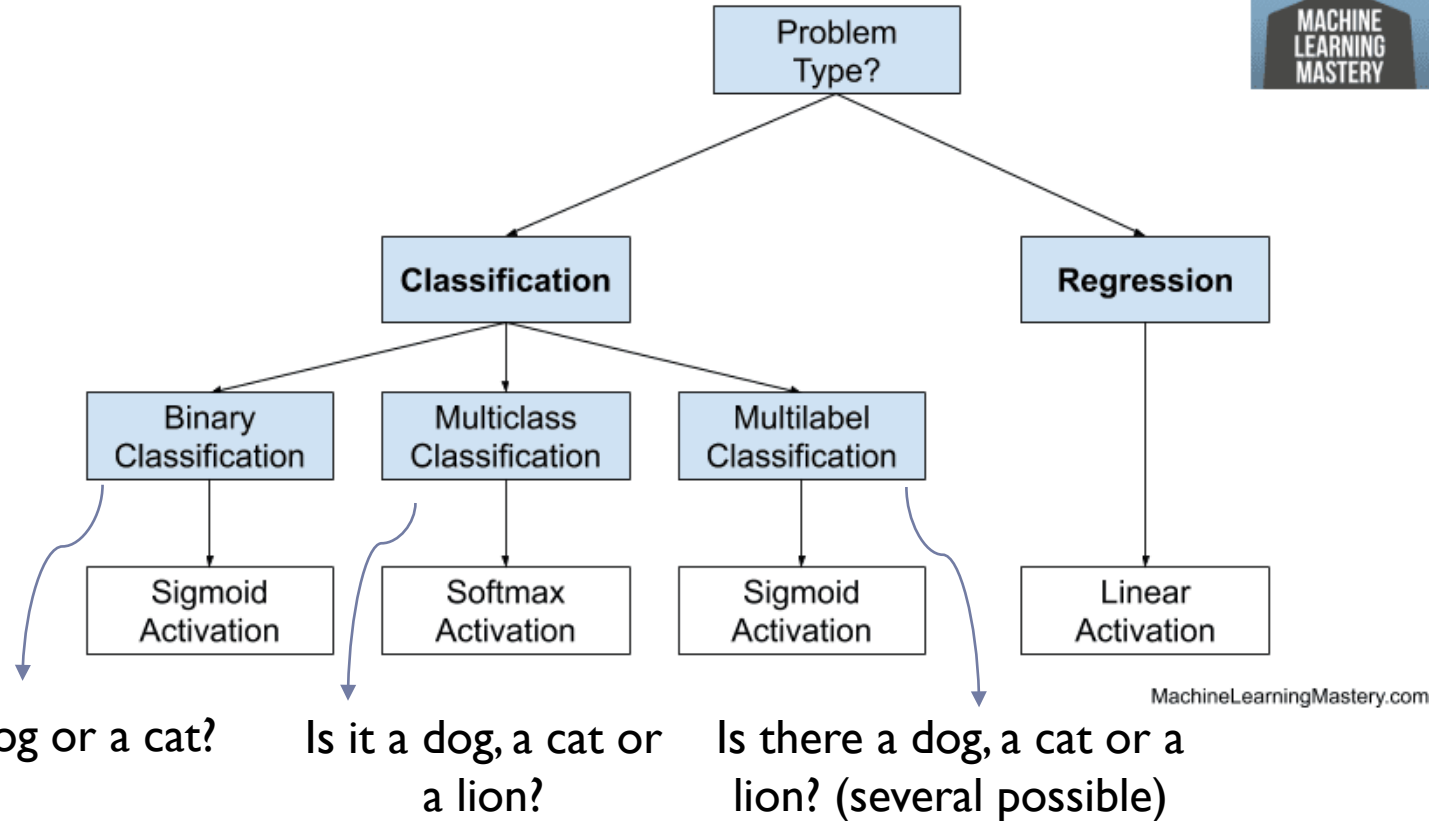 Problem
Type?
MACHINE
LEARNING
MASTERY
Classification
Regression
Binary
Classification
Multiclass
Classification
Multilabel
Classification
Sigmoid
Activation
Softmax
Activation
Sigmoid
Activation
Linear
Activation
MachineLearningMastery.com
or a cat?
Is it a dog, a cat or
a lion?
Is there a dog, a cat or a
lion? (several possible)